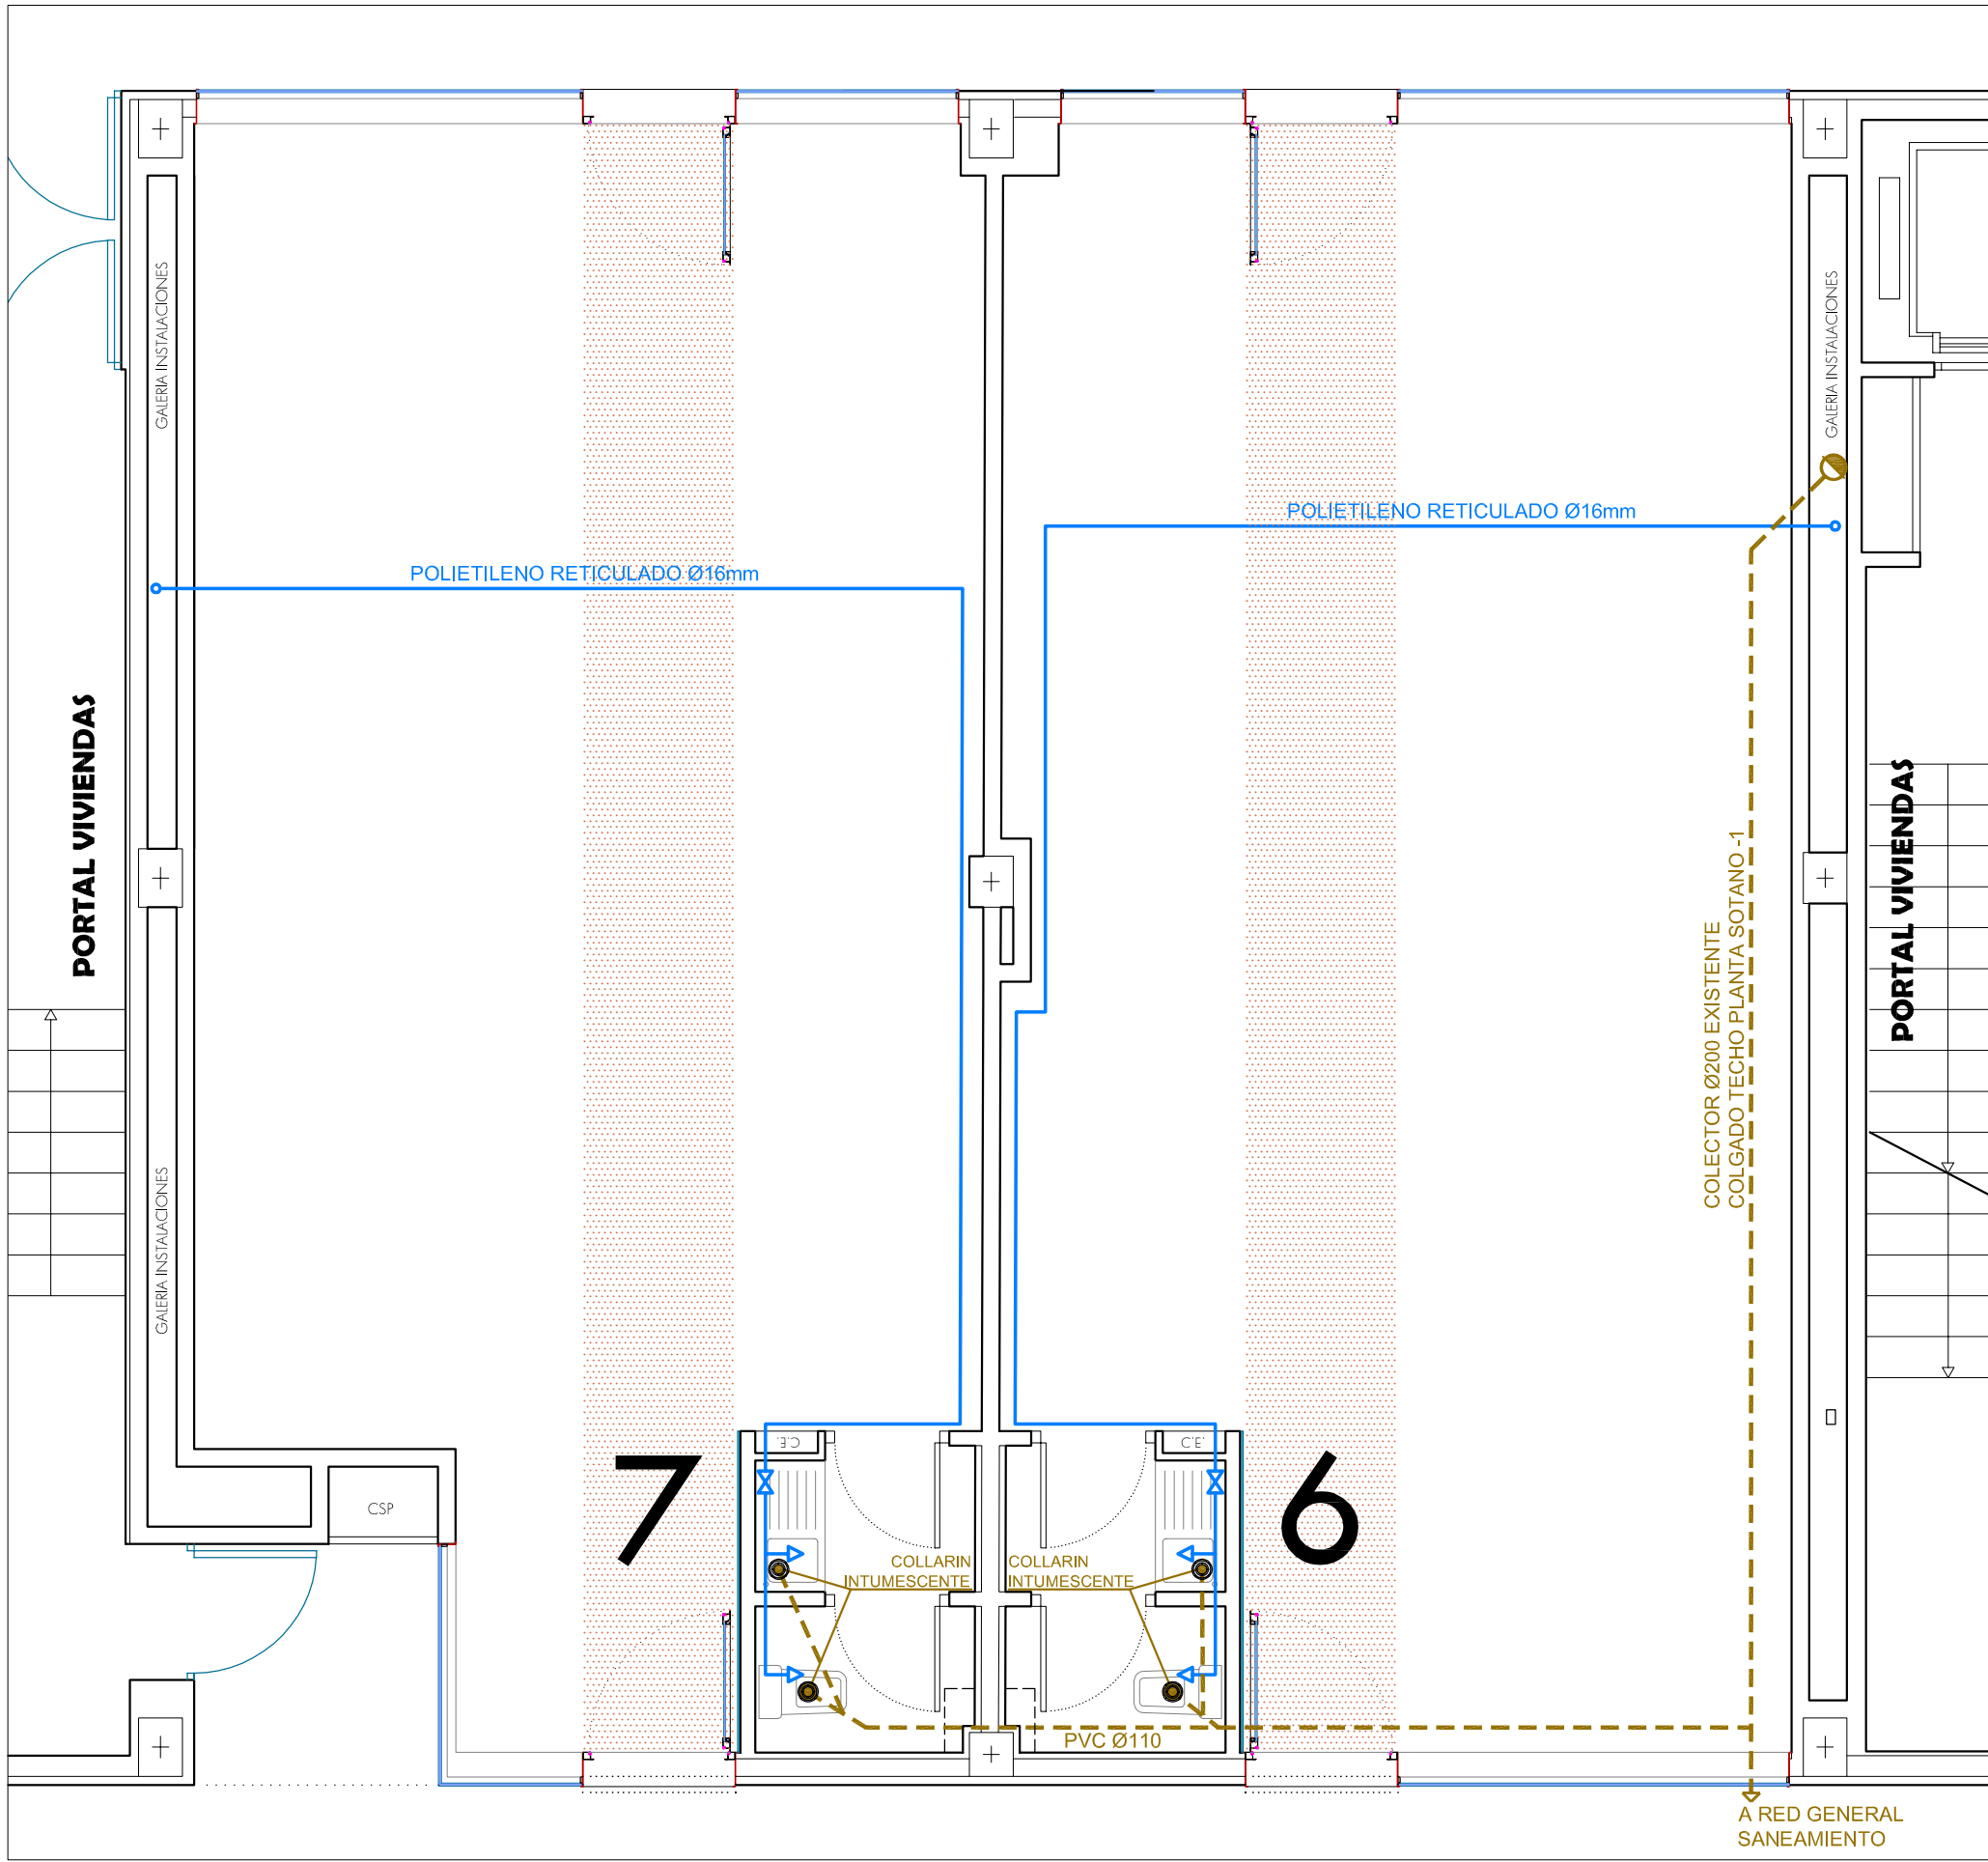 GALERIA INSTALACIONES
GALERIA INSTALACIONES
POLIETILENO RETICULADO Ø16mm
POLIETILENO RETICULADO Ø16mm
PORTAL VIVIENDAS
PORTAL VIVIENDAS
COLECTOR Ø200 EXISTENTE
COLGADO TECHO PLANTA SOTANO -1
GALERIA INSTALACIONES
7
C.E.
C.E.
6
CSP
COLLARIN
INTUMESCENTE
COLLARIN
INTUMESCENTE
PVC Ø110
A RED GENERAL
SANEAMIENTO